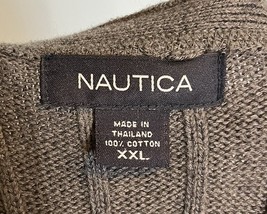 NAUTICA
MADE IN
THAILAND
100% COTTON
XXL